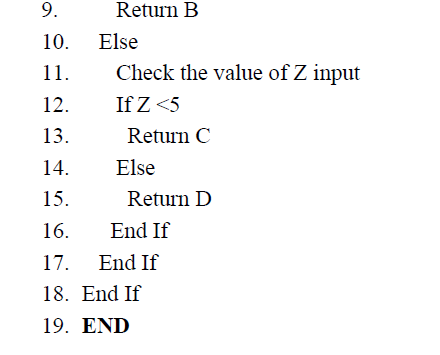 9. Return B
10. Else
11. Check the value of Z input
12. If Z <5
13. Return C
14. Else
15. Return D
16. End If
17. End If
18. End If
19. END